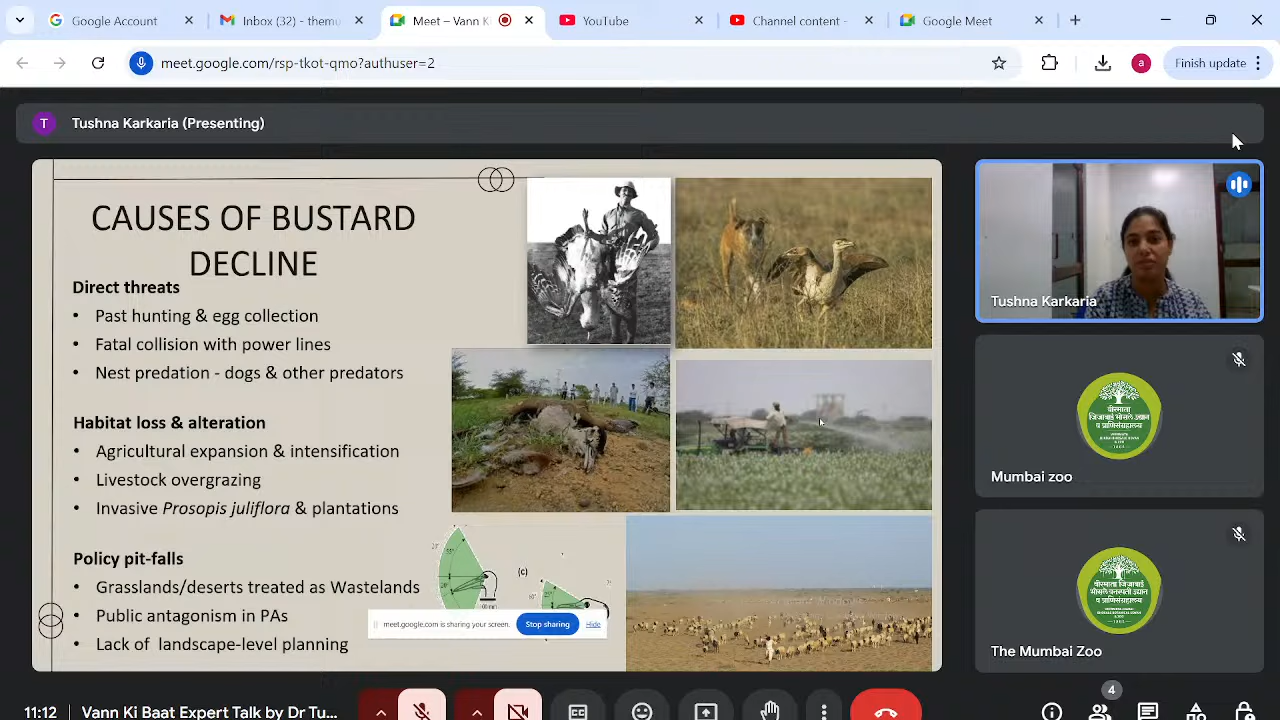 Google Account
Inbox (32) - themu
Meet – Vann K
YouTube
Channel content -
Google Meet
meet.google.com/rsp-tkot-qmo?authuser=2
a
Finish update
T
Tushna Karkaria (Presenting)
CAUSES OF BUSTARD
DECLINE
Direct threats
• Past hunting & egg collection
• Fatal collision with power lines
• Nest predation - dogs & other predators
Habitat loss & alteration
• Agricultural expansion & intensification
• Livestock overgrazing
• Invasive Prosopis juliflora & plantations
Policy pit-falls
• Grasslands/deserts treated as Wastelands
• Public antagonism in PAs
• Lack of landscape-level planning
(c)
meet.google.com is sharing your screen.
Stop sharing
Hide
Tushna Karkaria
Mumbai zoo
The Mumbai Zoo
4
11:12
Vann Ki Baat Expert Talk by Dr Tu...